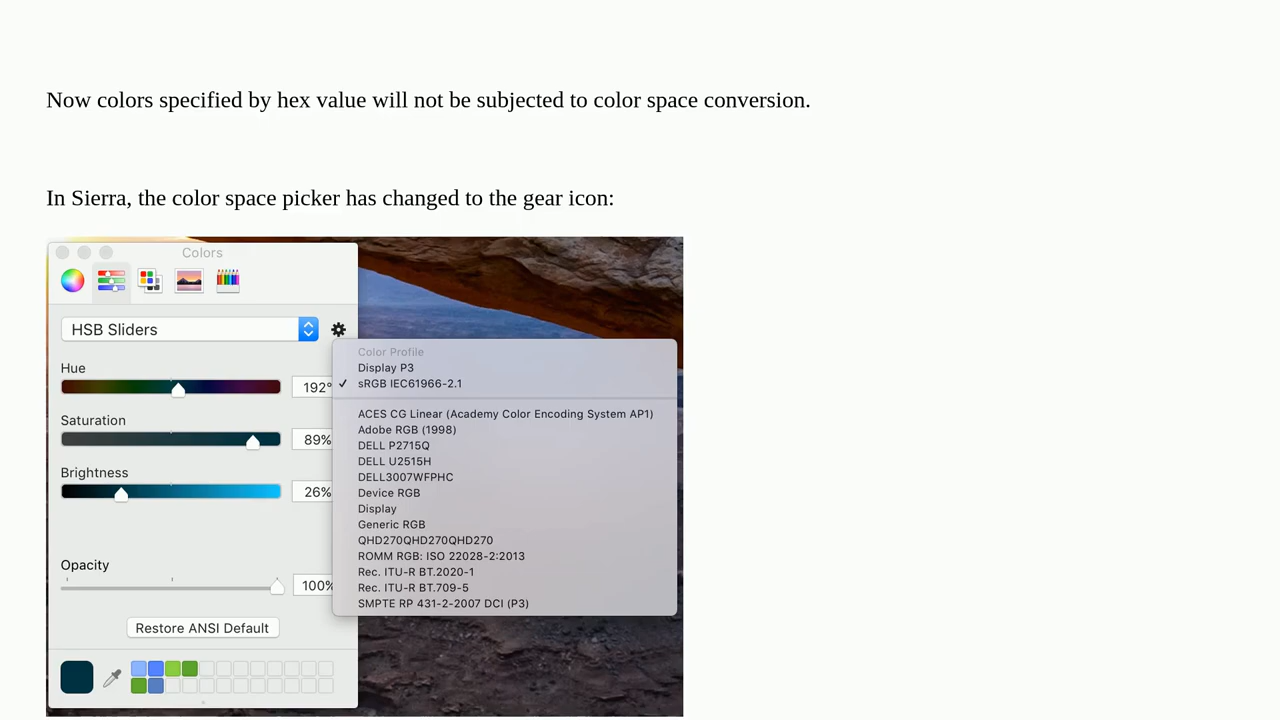 Now colors specified by hex value will not be subjected to color space conversion.
In Sierra, the color space picker has changed to the gear icon:
Colors
HSB Sliders
Hue
192°
Saturation
89%
Brightness
26%
Opacity
100%
Restore ANSI Default
Color Profile
Display P3
✓ sRGB IEC61966-2.1
ACES CG Linear (Academy Color Encoding System AP1)
Adobe RGB (1998)
DELL P2715Q
DELL U2515H
DELL3007WFPHC
Device RGB
Display
Generic RGB
QHD270QHD270QHD270
ROMM RGB: ISO 22028-2:2013
Rec. ITU-R BT.2020-1
Rec. ITU-R BT.709-5
SMPTE RP 431-2-2007 DCI (P3)